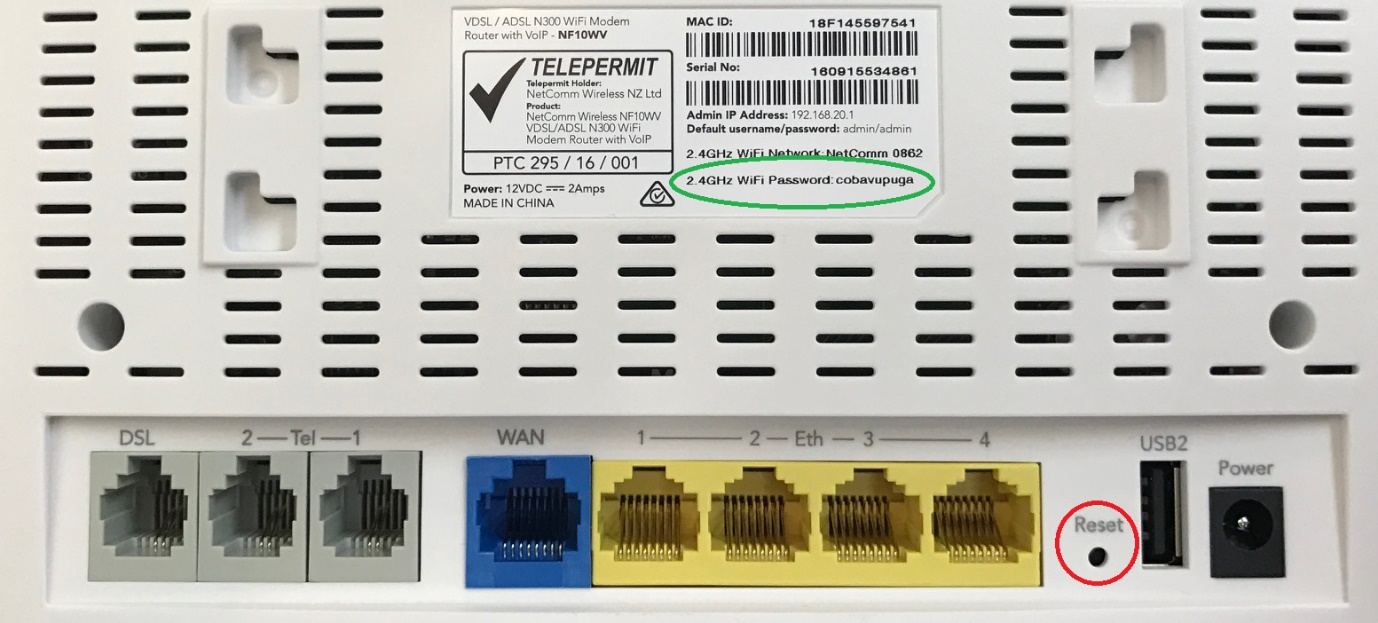 VDSL / ADSL N300 WiFi Modem
Router with VoIP - NF10WV
TELEPERMIT
Telepermit Holder:
NetComm Wireless NZ Ltd
Product:
NetComm Wireless NF10WV
VDSL/ADSL N300 WiFi
Modem Router with VoIP
PTC 295 / 16 / 001
Power: 12VDC ⎓ 2Amps
MADE IN CHINA
MAC ID: 18F145597541
Serial No: 160915534861
Admin IP Address: 192.168.20.1
Default username/password: admin/admin
2.4GHz WiFi Network:NetComm 0862
2.4GHz WiFi Password:cobavupuga
DSL 2 Tel 1 WAN 1 2 Eth 3 4 USB2
Power
Reset